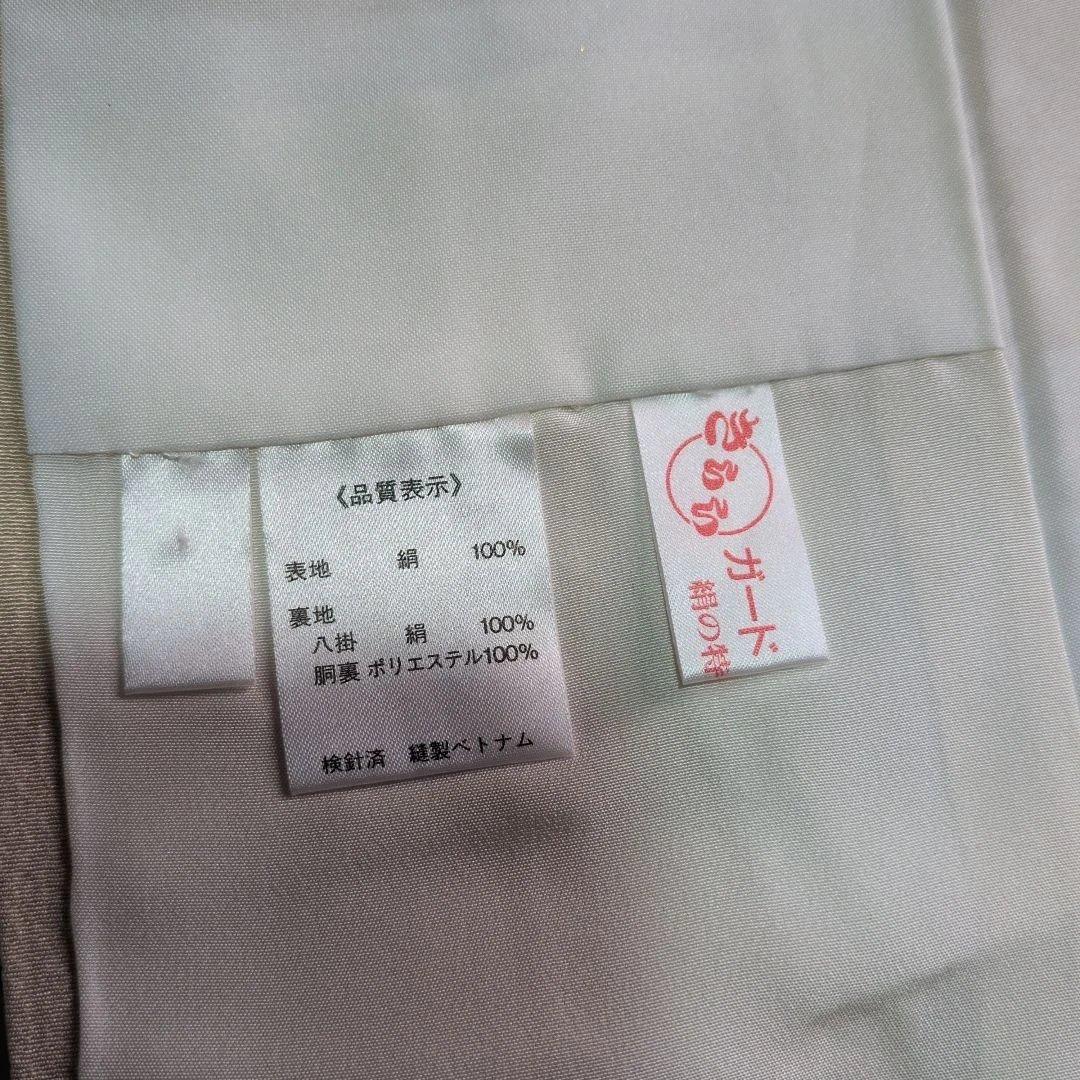 《品質表示》
表地 絹 100%
裏地
八掛 絹 100%
胴裏 ポリエステル100%
検針済 縫製ベトナム
きらら
ガード
絹の特